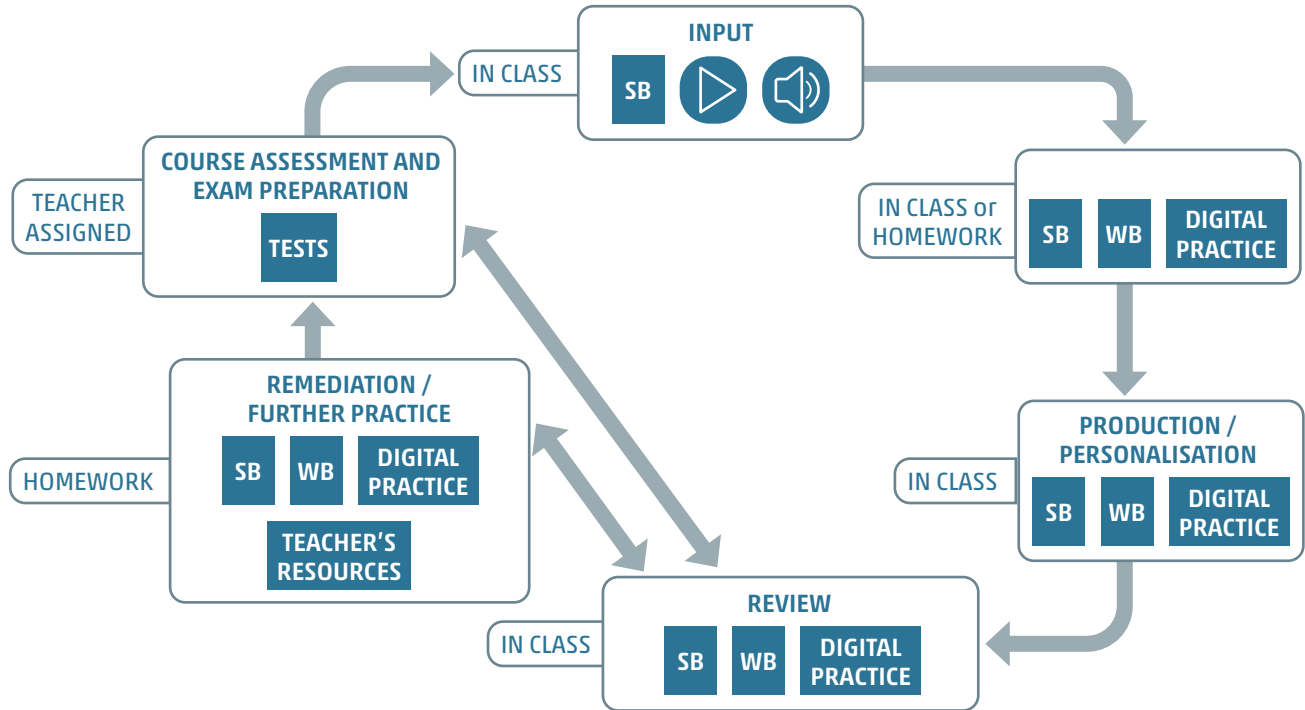 INPUT
IN CLASS
SB
IN CLASS or
HOMEWORK
SB WB DIGITAL
PRACTICE
PRODUCTION /
PERSONALISATION
IN CLASS
SB WB DIGITAL
PRACTICE
REVIEW
IN CLASS
SB WB DIGITAL
PRACTICE
REMEDIATION /
FURTHER PRACTICE
HOMEWORK
SB WB DIGITAL
PRACTICE
TEACHER'S
RESOURCES
COURSE ASSESSMENT AND
EXAM PREPARATION
TEACHER
ASSIGNED
TESTS